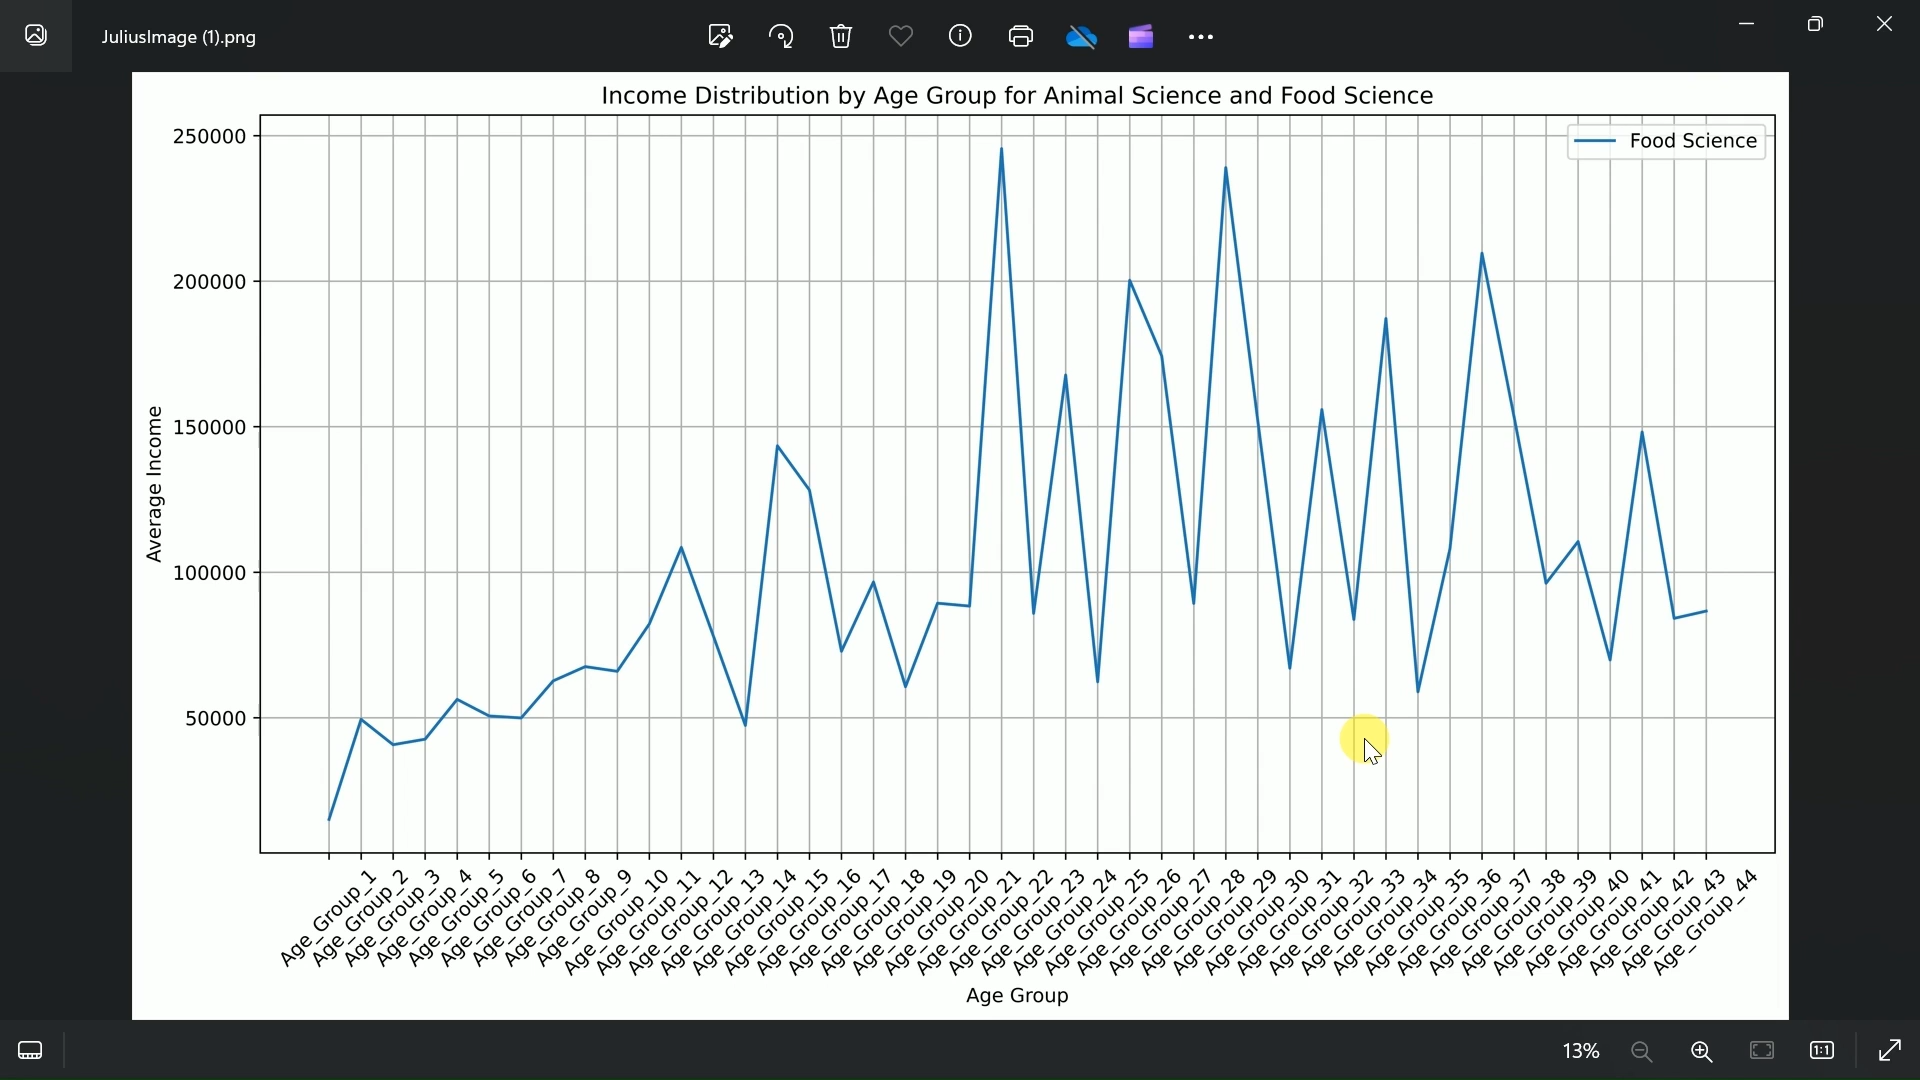 JuliusImage (1).png
Income Distribution by Age Group for Animal Science and Food Science
Food Science
250000
200000
150000
100000
50000
Average Income
Age_Group_1
Age_Group_2
Age_Group_3
Age_Group_4
Age_Group_5
Age_Group_6
Age_Group_7
Age_Group_8
Age_Group_9
Age_Group_10
Age_Group_11
Age_Group_12
Age_Group_13
Age_Group_14
Age_Group_15
Age_Group_16
Age_Group_17
Age_Group_18
Age_Group_19
Age_Group_20
Age_Group_21
Age_Group_22
Age_Group_23
Age_Group_24
Age_Group_25
Age_Group_26
Age_Group_27
Age_Group_28
Age_Group_29
Age_Group_30
Age_Group_31
Age_Group_32
Age_Group_33
Age_Group_34
Age_Group_35
Age_Group_36
Age_Group_37
Age_Group_38
Age_Group_39
Age_Group_40
Age_Group_41
Age_Group_42
Age_Group_43
Age_Group_44
Age Group
13%
1:1